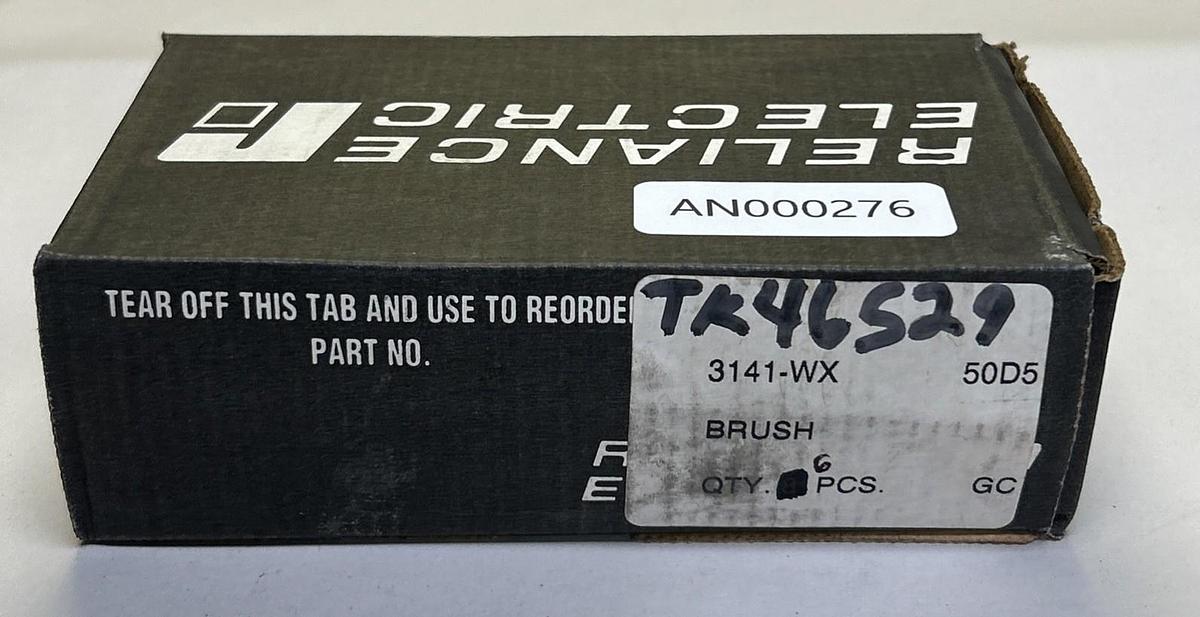 RELIANCE
ELECTRIC
AN000276
TEAR OFF THIS TAB AND USE TO REORDE
PART NO.
TK46S29
3141-WX 50D5
BRUSH
QTY. 6 PCS. GC
R
E